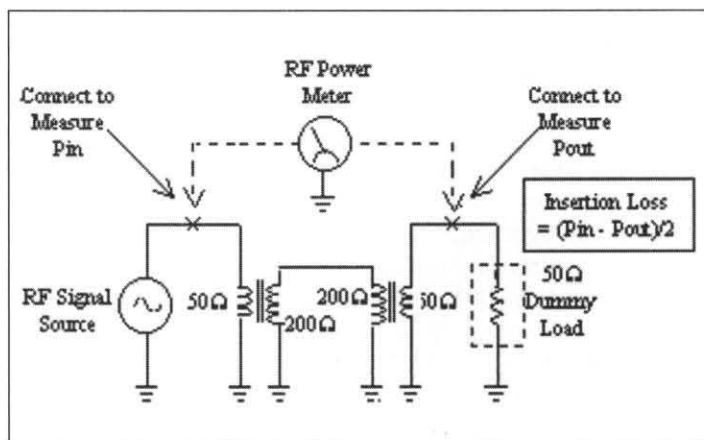 RF Power
Meter
Connect to
Measure
Pin
Connect to
Measure
Pout
Insertion Loss
= (Pin - Pout)/2
RF Signal
Source
50Ω
200Ω
200Ω
50Ω
50Ω
Dummy
Load